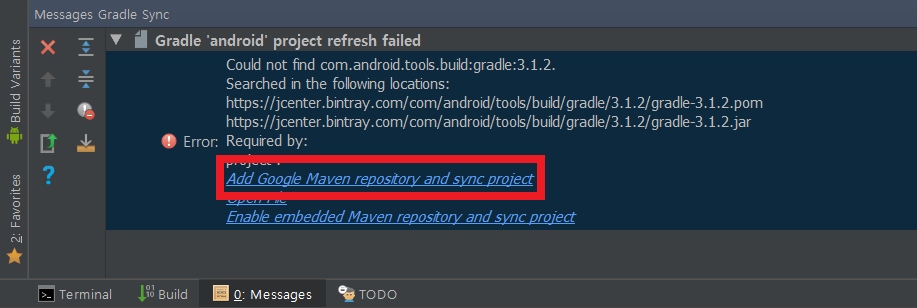 Messages Gradle Sync
Gradle 'android' project refresh failed
Could not find com.android.tools.build:gradle:3.1.2.
Searched in the following locations:
https://jcenter.bintray.com/com/android/tools/build/gradle/3.1.2/gradle-3.1.2.pom
https://jcenter.bintray.com/com/android/tools/build/gradle/3.1.2/gradle-3.1.2.jar
Error: Required by:
project :
Add Google Maven repository and sync project
Open File
Enable embedded Maven repository and sync project
Build Variants
2: Favorites
Terminal Build 0: Messages TODO